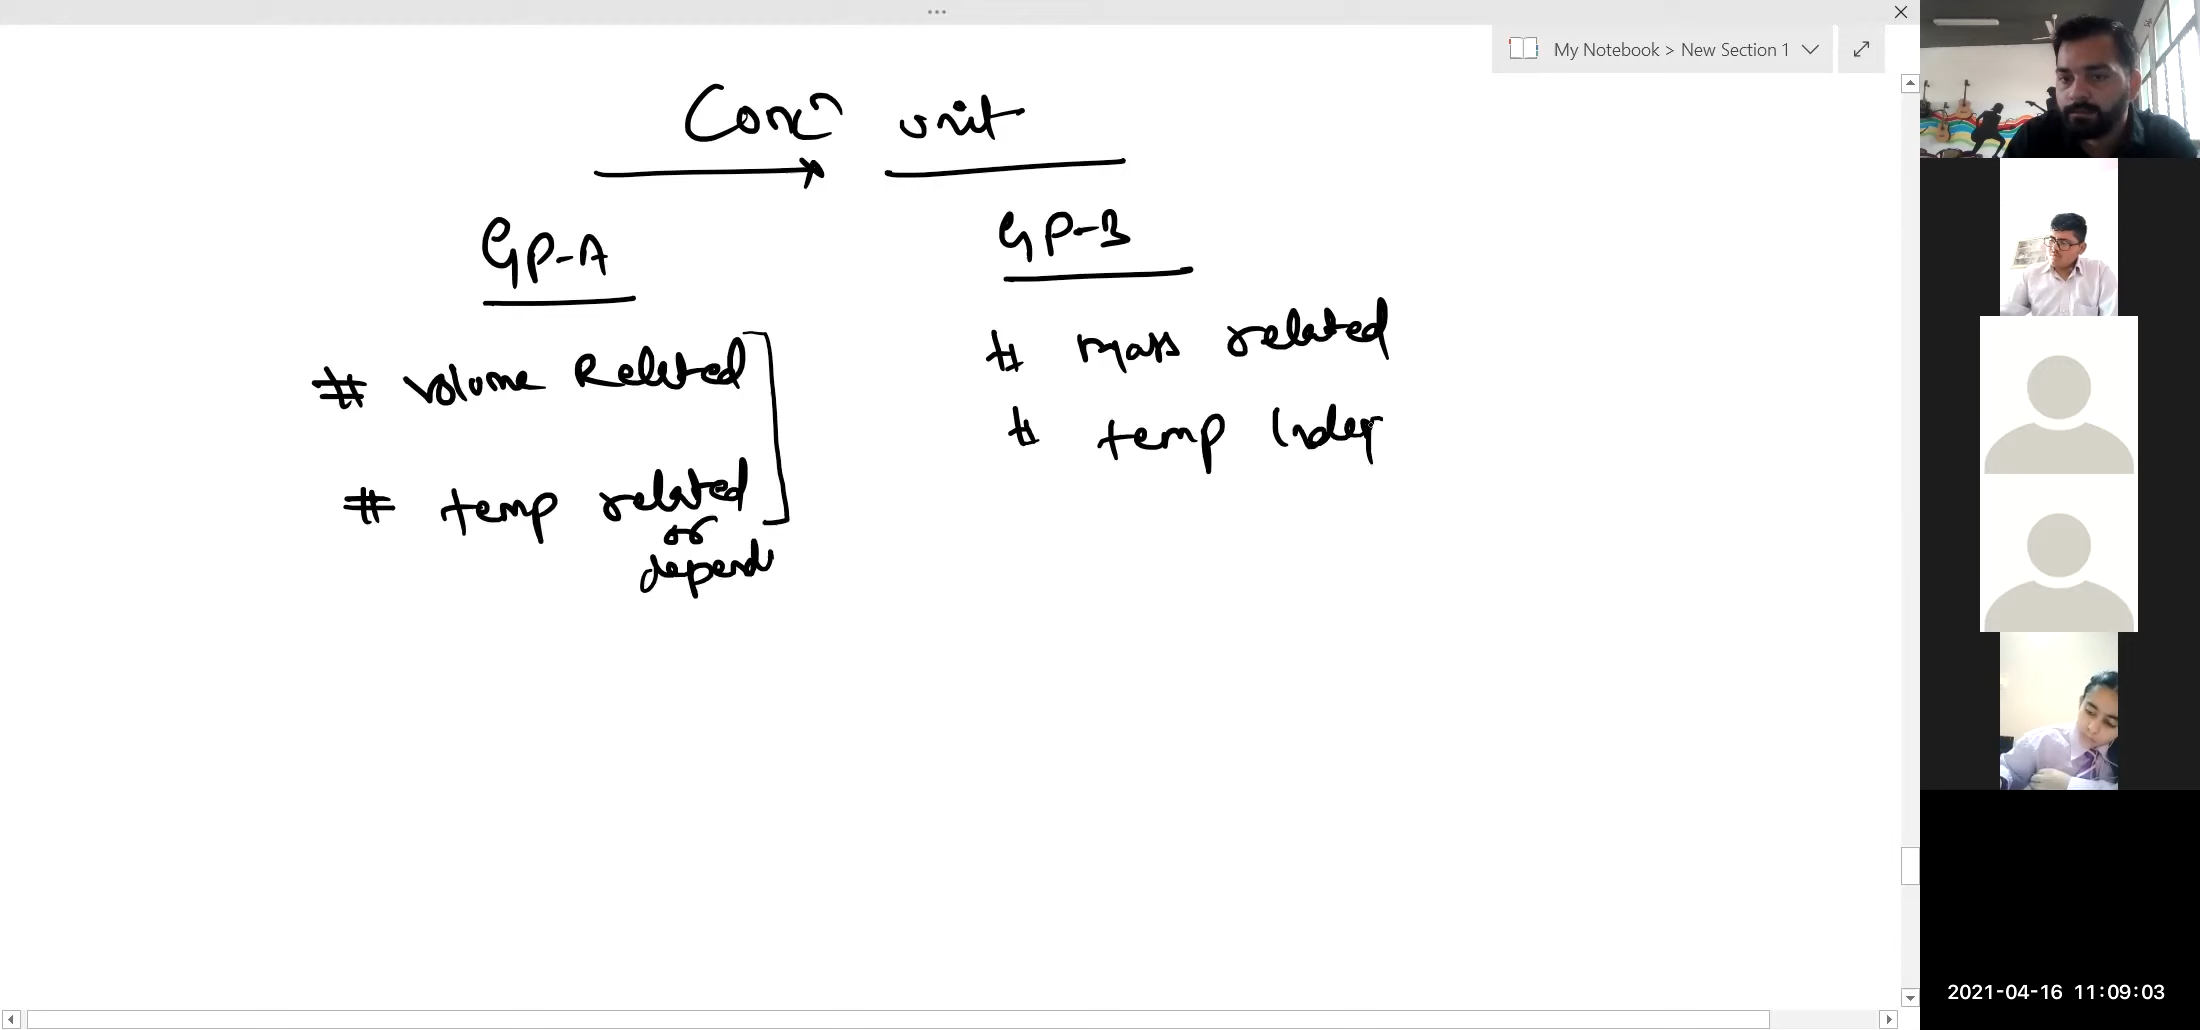 My Notebook > New Section 1
Concⁿ unit
GP-A
GP-B
# volume Related
# mass related
# temp related
or
depend
# temp Indep
2021-04-16 11:09:03